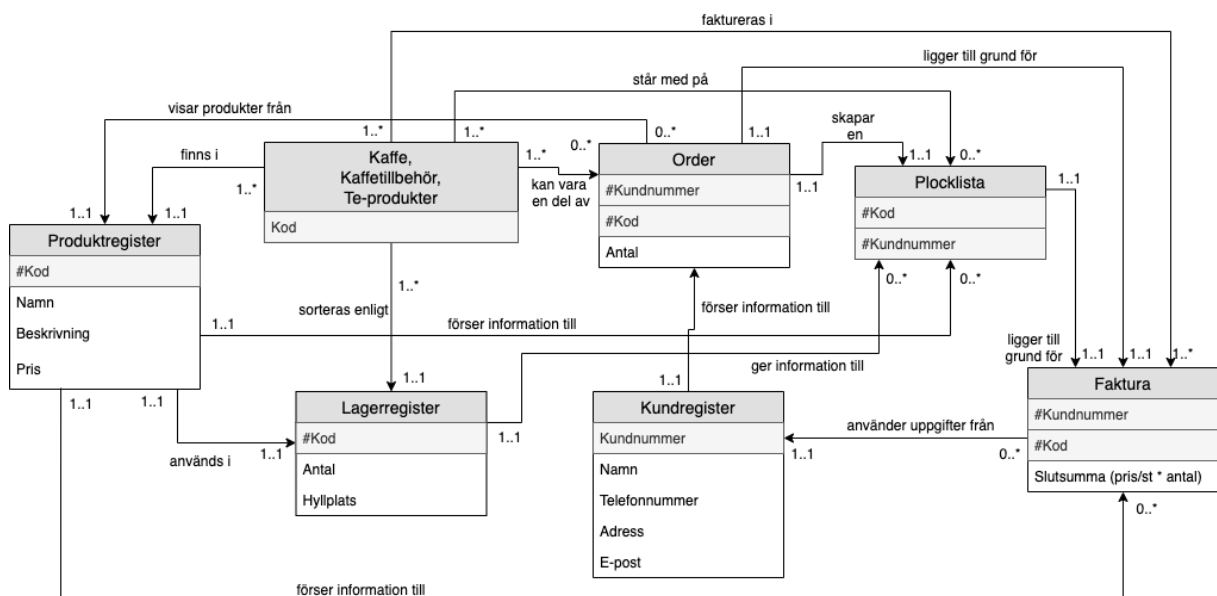 faktureras i
ligger till grund för
står med på
visar produkter från
skapar
en
1..*
1..*
0..*
0..*
1..1
finns i
1..*
Kaffe,
Kaffetillbehör,
Te-produkter
Kod
1..*
kan vara
en del av
Order
#Kundnummer
#Kod
Antal
1..1
1..1
0..*
Plocklista
#Kod
#Kundnummer
1..1
1..1
1..1
Produktregister
#Kod
Namn
Beskrivning
Pris
1..*
sorteras enligt
0..*
0..*
förser information till
1..1
förser information till
ger information till
ligger till
grund för
1..1
1..1
1..*
1..1
1..1
1..1
1..1
används i
1..1
Lagerregister
#Kod
Antal
Hyllplats
1..1
Kundregister
Kundnummer
Namn
Telefonnummer
Adress
E-post
använder uppgifter från
1..1
0..*
Faktura
#Kundnummer
#Kod
Slutsumma (pris/st * antal)
0..*
förser information till